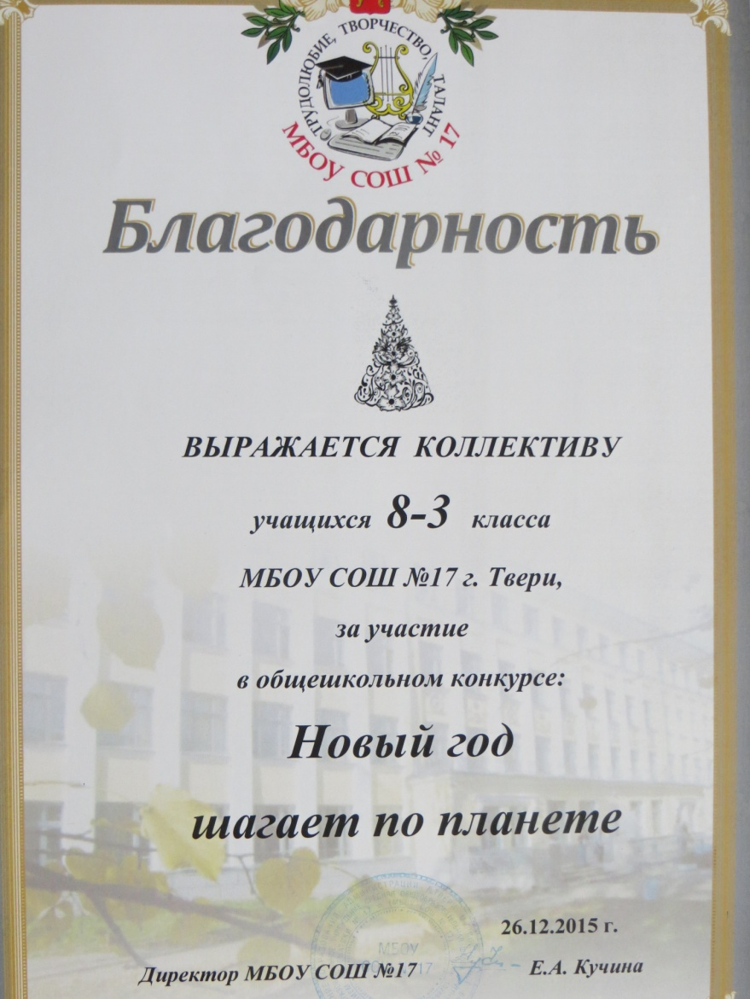 ТРУДОЛЮБИЕ, ТВОРЧЕСТВО, ТАЛАНТ
МБОУ СОШ № 17
Благодарность
ВЫРАЖАЕТСЯ КОЛЛЕКТИВУ
учащихся 8-3 класса
МБОУ СОШ №17 г. Твери,
за участие
в общешкольном конкурсе:
Новый год
шагает по планете
26.12.2015 г.
МБОУ
Директор МБОУ СОШ №17 Е.А. Кучина